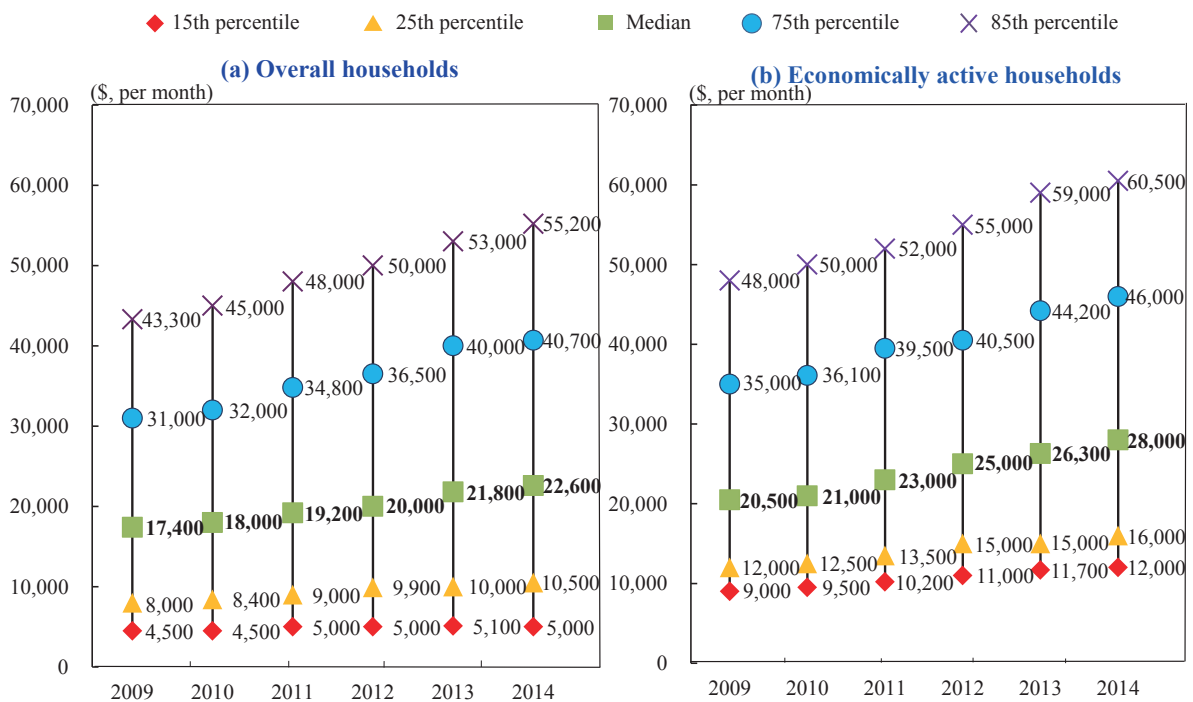 15th percentile 25th percentile Median 75th percentile 85th percentile
(a) Overall households
($, per month)
70,000
60,000
50,000
40,000
30,000
20,000
10,000
0
43,300 45,000 48,000 50,000 53,000 55,200
31,000 32,000 34,800 36,500 40,000 40,700
17,400 18,000 19,200 20,000 21,800 22,600
8,000 8,400 9,000 9,900 10,000 10,500
4,500 4,500 5,000 5,000 5,100 5,000
2009 2010 2011 2012 2013 2014
(b) Economically active households
($, per month)
70,000
60,000
50,000
40,000
30,000
20,000
10,000
0
48,000 50,000 52,000 55,000 59,000 60,500
35,000 36,100 39,500 40,500 44,200 46,000
20,500 21,000 23,000 25,000 26,300 28,000
12,000 12,500 13,500 15,000 15,000 16,000
9,000 9,500 10,200 11,000 11,700 12,000
2009 2010 2011 2012 2013 2014